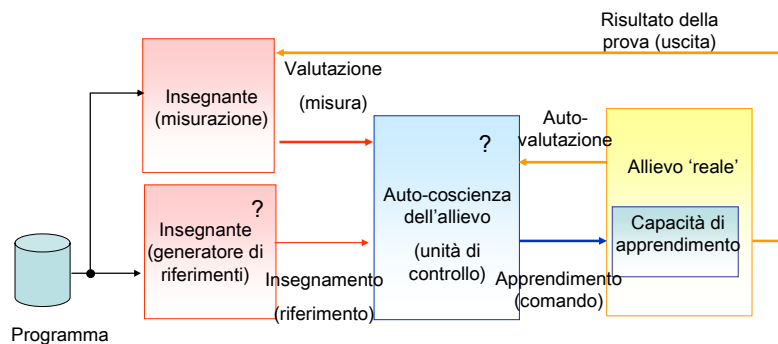 Risultato della
prova (uscita)
Insegnante
(misurazione)
Valutazione
(misura)
?
Auto-
valutazione
Allievo ‘reale’
Auto-coscienza
dell’allievo
(unità di
controllo)
Capacità di
apprendimento
?
Insegnante
(generatore di
riferimenti)
Insegnamento
(riferimento)
Apprendimento
(comando)
Programma